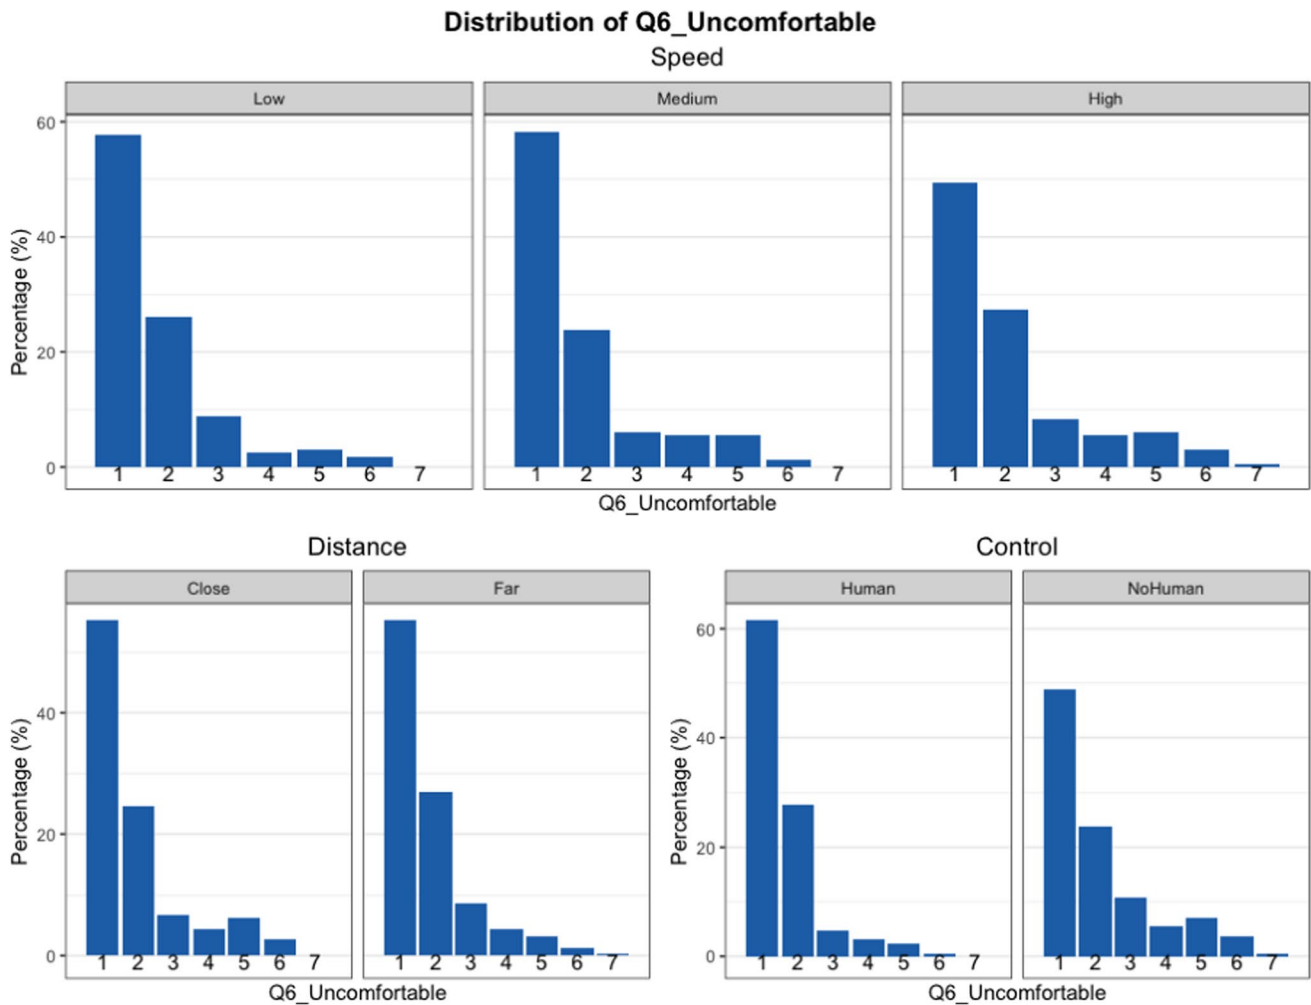 Distribution of Q6_Uncomfortable
Speed
Low Medium High
Percentage (%)
60
40
20
0
1 2 3 4 5 6 7 1 2 3 4 5 6 7 1 2 3 4 5 6 7
Q6_Uncomfortable
Distance
Close Far
Percentage (%)
40
20
0
1 2 3 4 5 6 7 1 2 3 4 5 6 7
Q6_Uncomfortable
Control
Human NoHuman
Percentage (%)
60
40
20
0
1 2 3 4 5 6 7 1 2 3 4 5 6 7
Q6_Uncomfortable